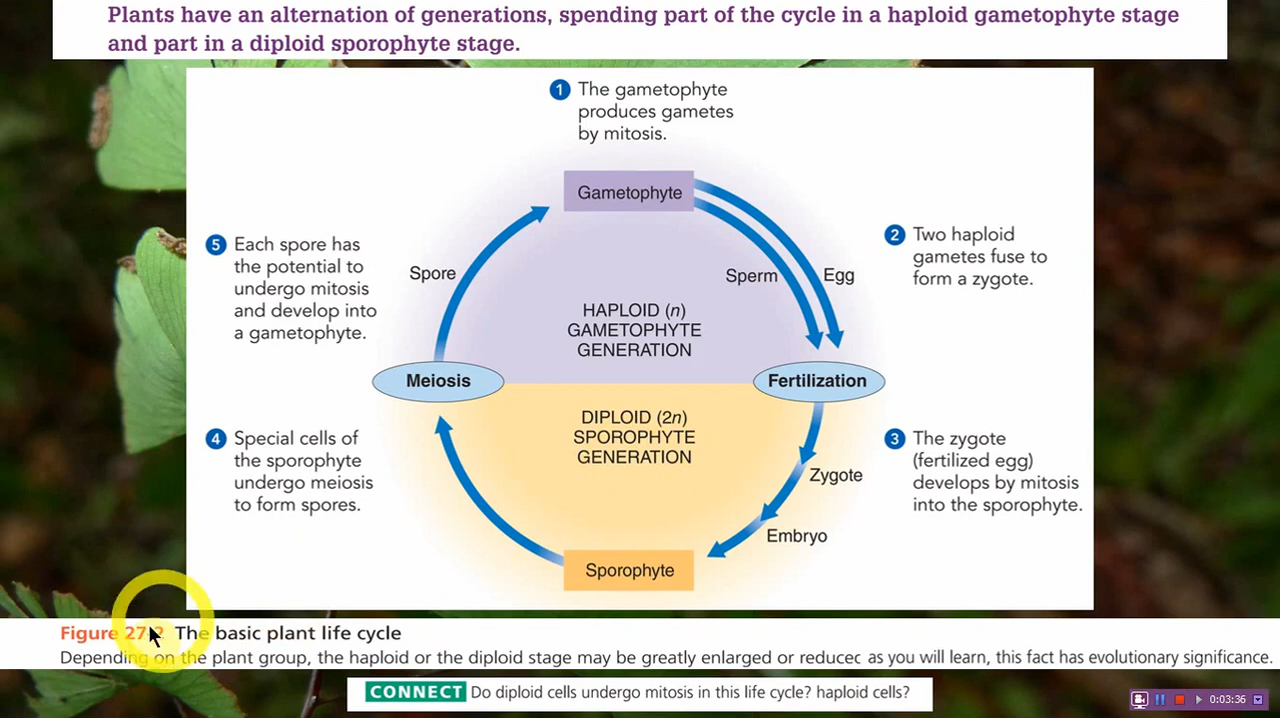 Plants have an alternation of generations, spending part of the cycle in a haploid gametophyte stage
and part in a diploid sporophyte stage.
1 The gametophyte
produces gametes
by mitosis.
Gametophyte
5 Each spore has
the potential to
undergo mitosis
and develop into
a gametophyte.
Spore
Sperm
Egg
2 Two haploid
gametes fuse to
form a zygote.
HAPLOID (n)
GAMETOPHYTE
GENERATION
Meiosis
Fertilization
DIPLOID (2n)
SPOROPHYTE
GENERATION
4 Special cells of
the sporophyte
undergo meiosis
to form spores.
3 The zygote
(fertilized egg)
develops by mitosis
into the sporophyte.
Zygote
Embryo
Sporophyte
Figure 27.2 The basic plant life cycle
Depending on the plant group, the haploid or the diploid stage may be greatly enlarged or reduced as you will learn, this fact has evolutionary significance.
CONNECT Do diploid cells undergo mitosis in this life cycle? haploid cells?
0:03:36